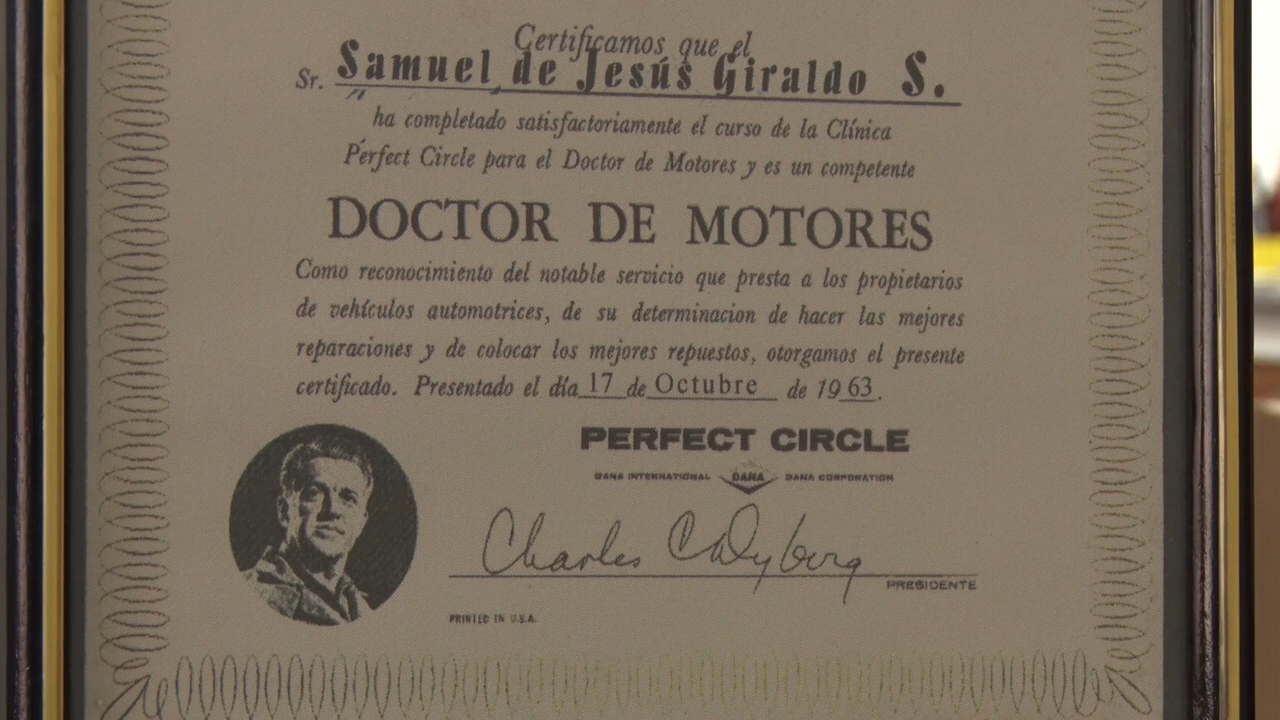 Certificamos que el
Sr. Samuel de Jesús Giraldo S.
ha completado satisfactoriamente el curso de la Clínica
Perfect Circle para el Doctor de Motores y es un competente
DOCTOR DE MOTORES
Como reconocimiento del notable servicio que presta a los propietarios
de vehículos automotrices, de su determinacion de hacer las mejores
reparaciones y de colocar los mejores repuestos, otorgamos el presente
certificado. Presentado el día 17 de Octubre de 1963.
PERFECT CIRCLE
DANA INTERNATIONAL DANA DANA CORPORATION
Charles
PRESIDENTE
PRINTED IN U.S.A.